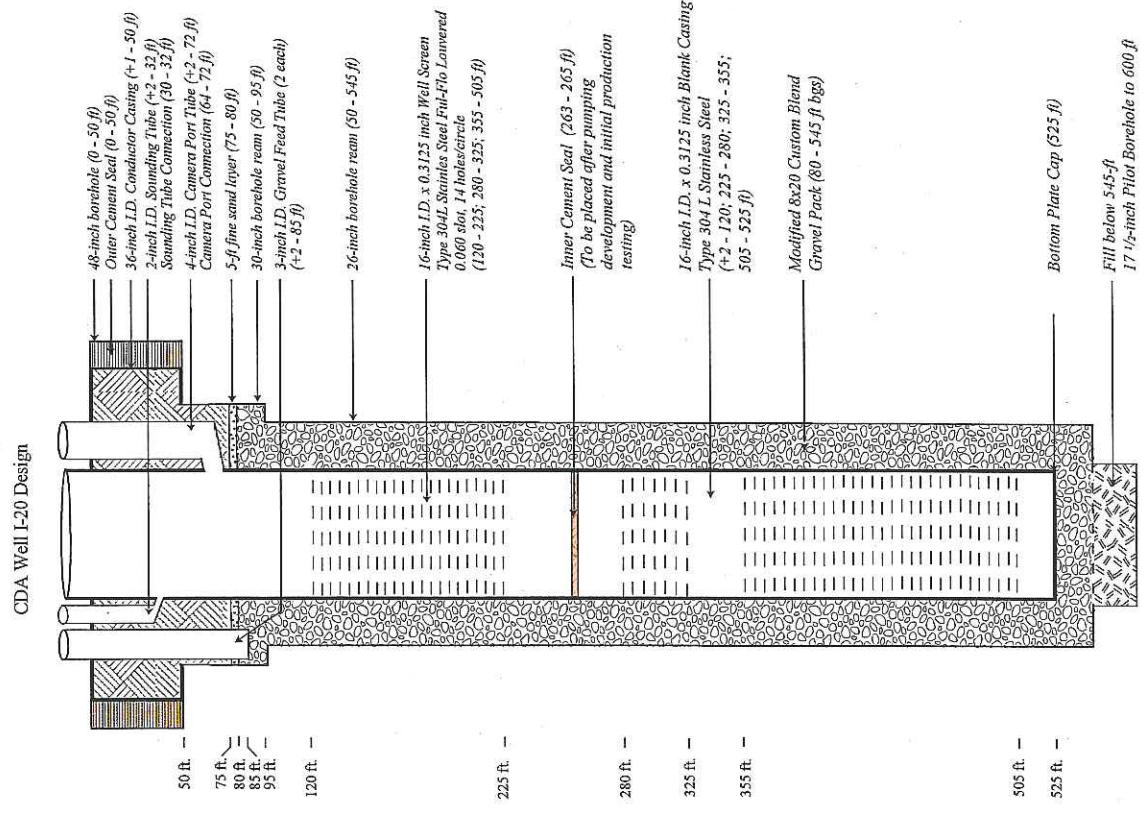 CDA Well I-20 Design
48-inch borehole (0 - 50 ft)
Outer Cement Seal (0 - 50 ft)
36-inch I.D. Conductor Casing (+1 - 50 ft)
2-inch I.D. Sounding Tube (+2 - 32 ft)
Sounding Tube Connection (30 - 32 ft)
4-inch I.D. Camera Port Tube (+2 - 72 ft)
Camera Port Connection (64 - 72 ft)
5-ft fine sand layer (75 - 80 ft)
30-inch borehole ream (50 - 95 ft)
3-inch I.D. Gravel Feed Tube (2 each)
(+2 - 85 ft)
26-inch borehole ream (50 - 545 ft)
16-inch I.D. x 0.3125 inch Well Screen
Type 304L Stainles Steel Ful-Flo Louvered
0.060 slot, 14 holes/circle
(120 - 225; 280 - 325; 355 - 505 ft)
Inner Cement Seal (263 - 265 ft)
(To be placed after pumping
development and initial production
testing)
16-inch I.D. x 0.3125 inch Blank Casing
Type 304 L Stainless Steel
(+2 - 120; 225 - 280; 325 - 355;
505 - 525 ft)
Modified 8x20 Custom Blend
Gravel Pack (80 - 545 ft bgs)
Bottom Plate Cap (525 ft)
Fill below 545-ft
17 1/2-inch Pilot Borehole to 600 ft
50 ft. –
75 ft. –
80 ft. –
85 ft. –
95 ft. –
120 ft. –
225 ft. –
280 ft. –
325 ft. –
355 ft. –
505 ft. –
525 ft. –